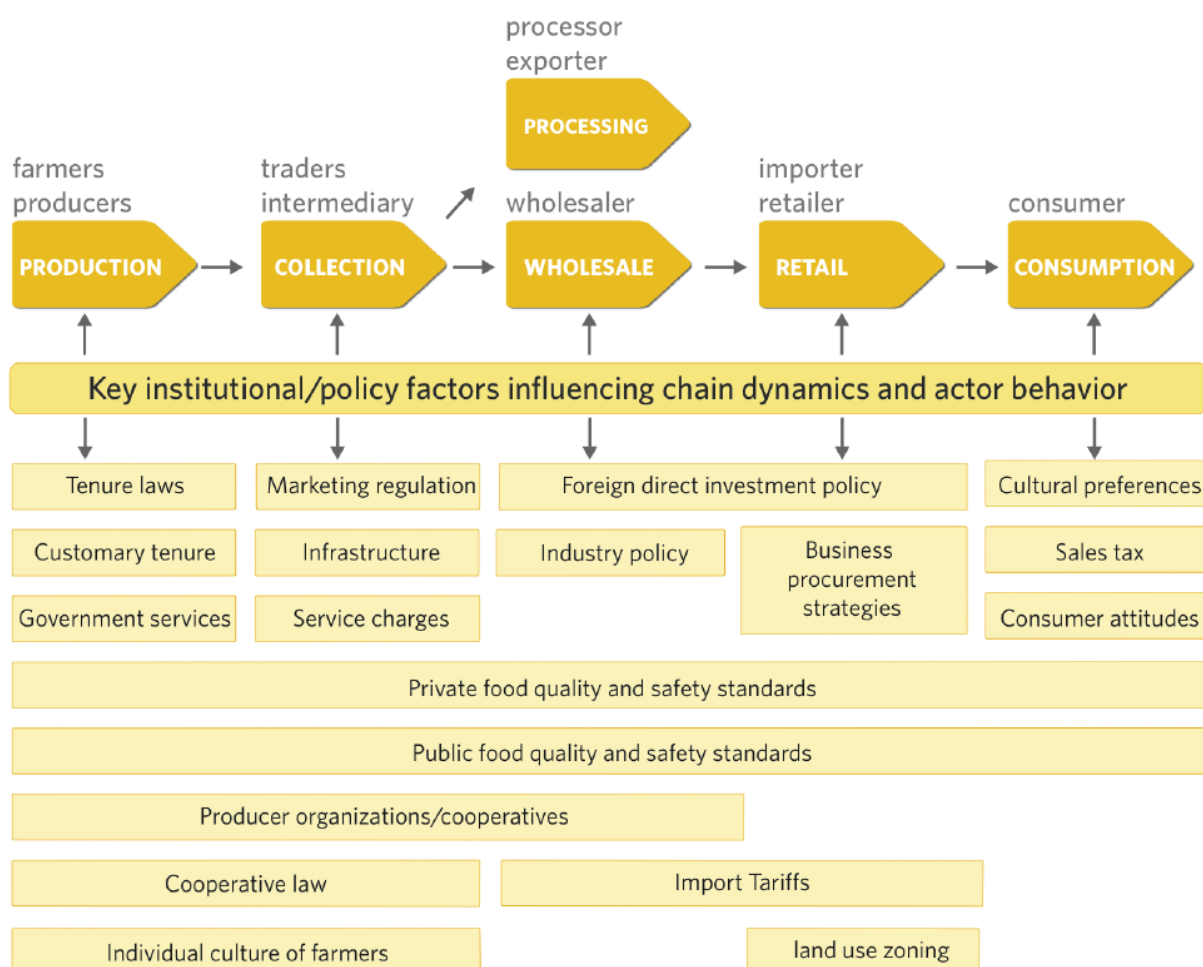 processor
exporter
PROCESSING
farmers
producers
traders
intermediary
wholesaler
importer
retailer
consumer
PRODUCTION
COLLECTION
WHOLESALE
RETAIL
CONSUMPTION
Key institutional/policy factors influencing chain dynamics and actor behavior
Tenure laws
Marketing regulation
Foreign direct investment policy
Cultural preferences
Customary tenure
Infrastructure
Industry policy
Business
procurement
strategies
Sales tax
Government services
Service charges
Consumer attitudes
Private food quality and safety standards
Public food quality and safety standards
Producer organizations/cooperatives
Cooperative law
Import Tariffs
Individual culture of farmers
land use zoning